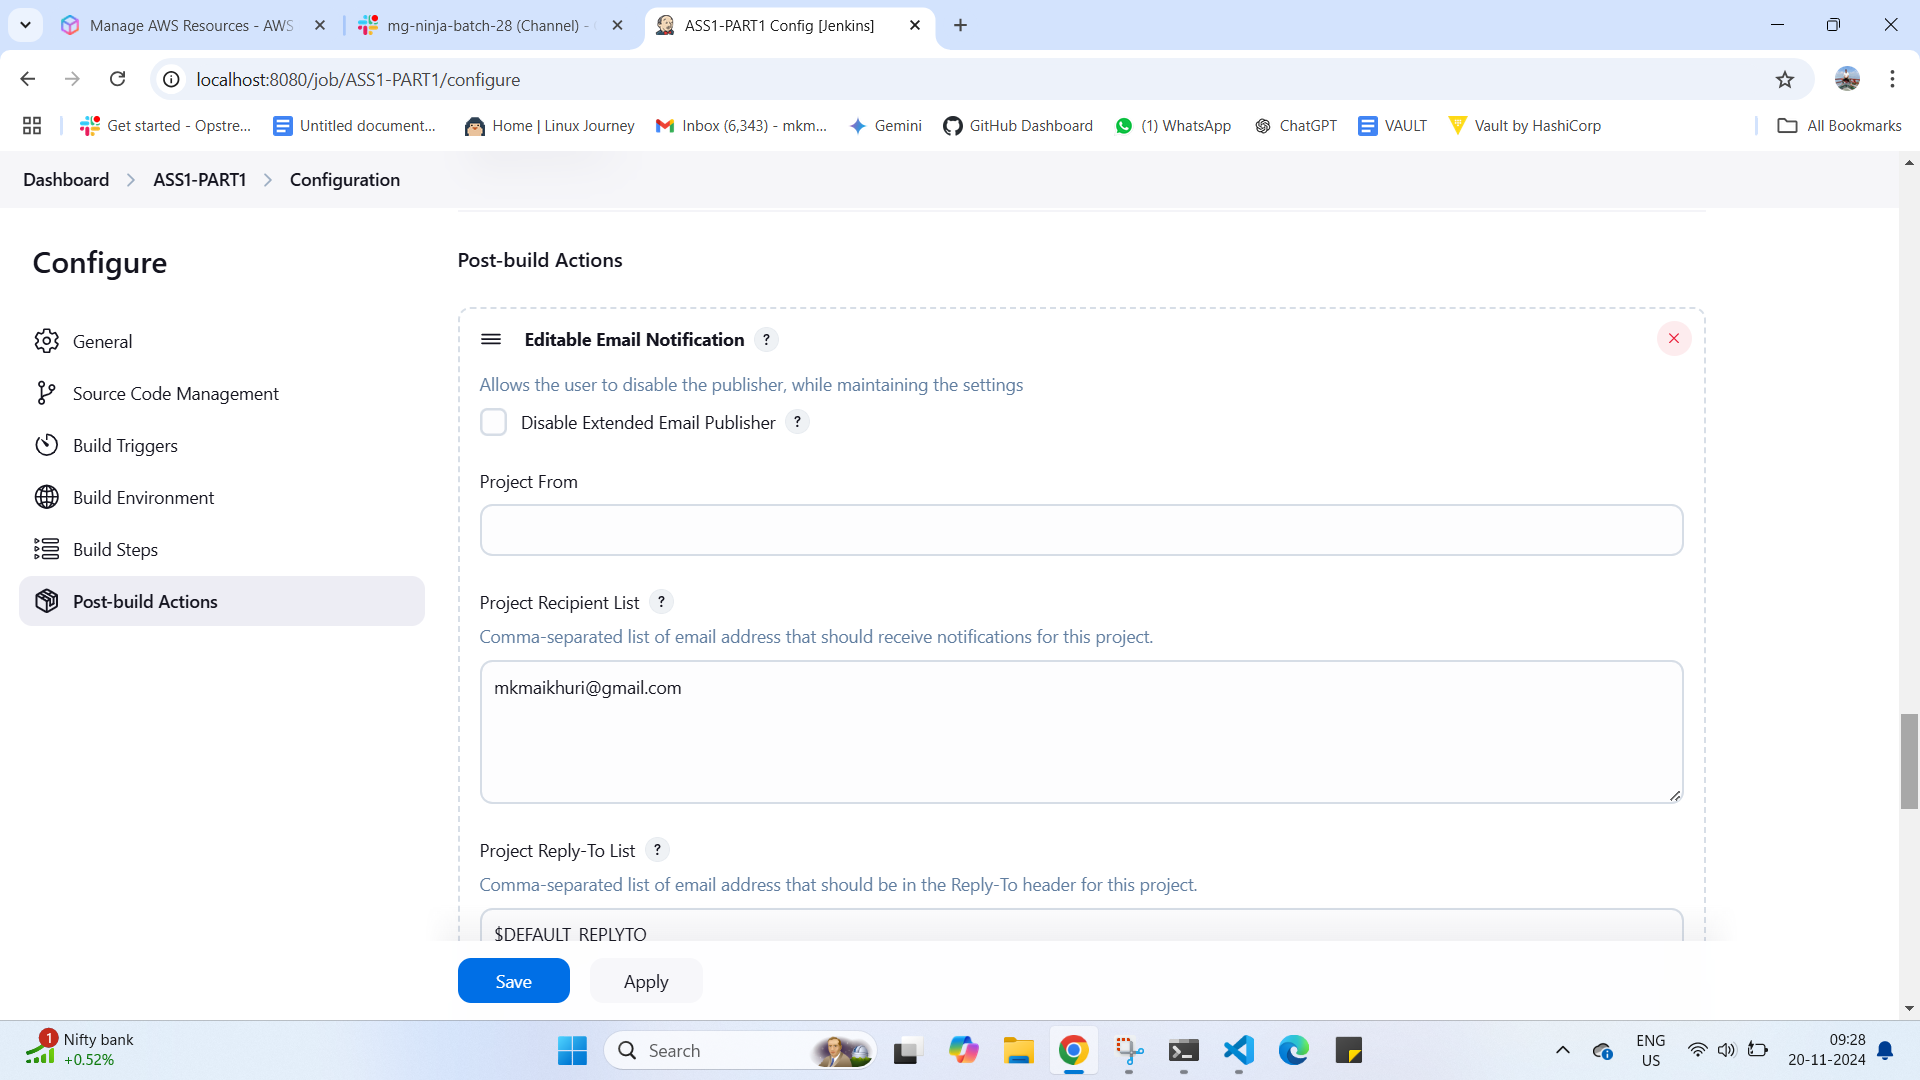 Manage AWS Resources - AWS
mg-ninja-batch-28 (Channel) -
ASS1-PART1 Config [Jenkins]
localhost:8080/job/ASS1-PART1/configure
Get started - Opstre...
Untitled document...
Home | Linux Journey
Inbox (6,343) - mkm...
Gemini
GitHub Dashboard
(1) WhatsApp
ChatGPT
VAULT
Vault by HashiCorp
All Bookmarks
Dashboard
ASS1-PART1
Configuration
Configure
General
Source Code Management
Build Triggers
Build Environment
Build Steps
Post-build Actions
Post-build Actions
Editable Email Notification ?
Allows the user to disable the publisher, while maintaining the settings
Disable Extended Email Publisher ?
Project From
Project Recipient List ?
Comma-separated list of email address that should receive notifications for this project.
mkmaikhuri@gmail.com
Project Reply-To List ?
Comma-separated list of email address that should be in the Reply-To header for this project.
$DEFAULT_REPLYTO
Save
Apply
1
Nifty bank
+0.52%
Search
ENG
US
09:28
20-11-2024